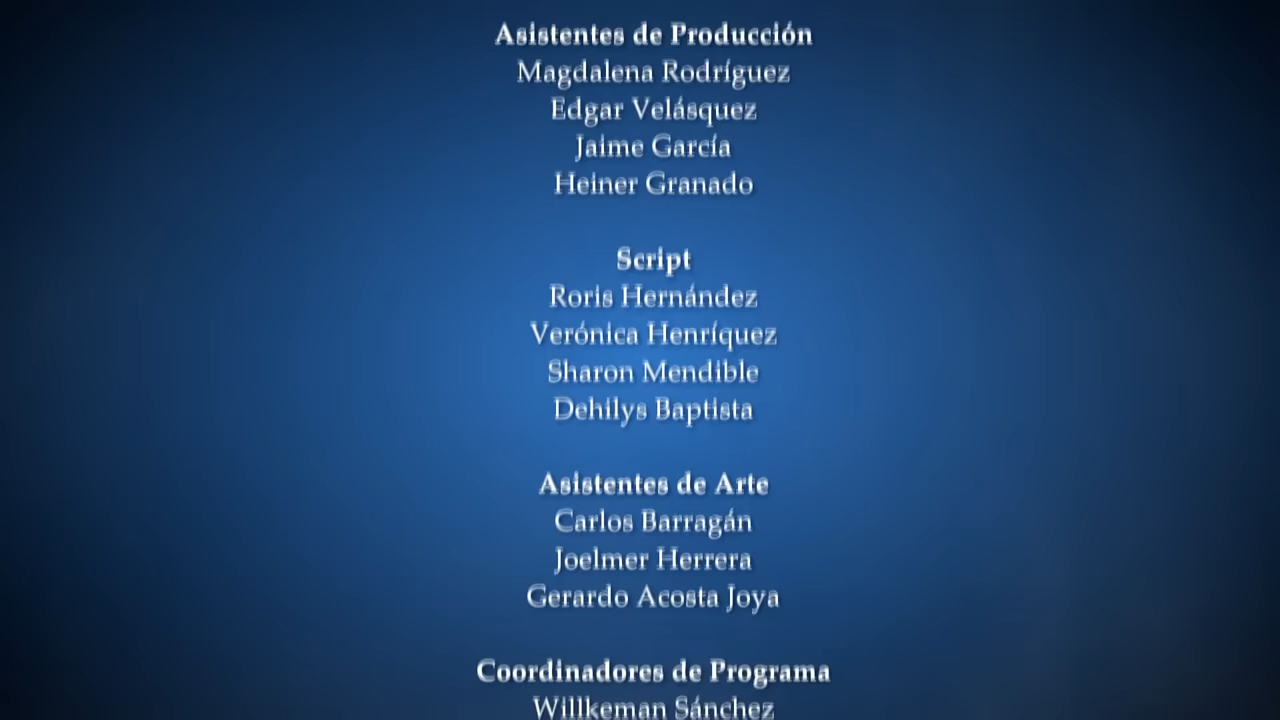 Asistentes de Producción
Magdalena Rodríguez
Edgar Velásquez
Jaime García
Heiner Granado
Script
Roris Hernández
Verónica Henríquez
Sharon Mendible
Dehilys Baptista
Asistentes de Arte
Carlos Barragán
Joelmer Herrera
Gerardo Acosta Joya
Coordinadores de Programa
Willkeman Sánchez